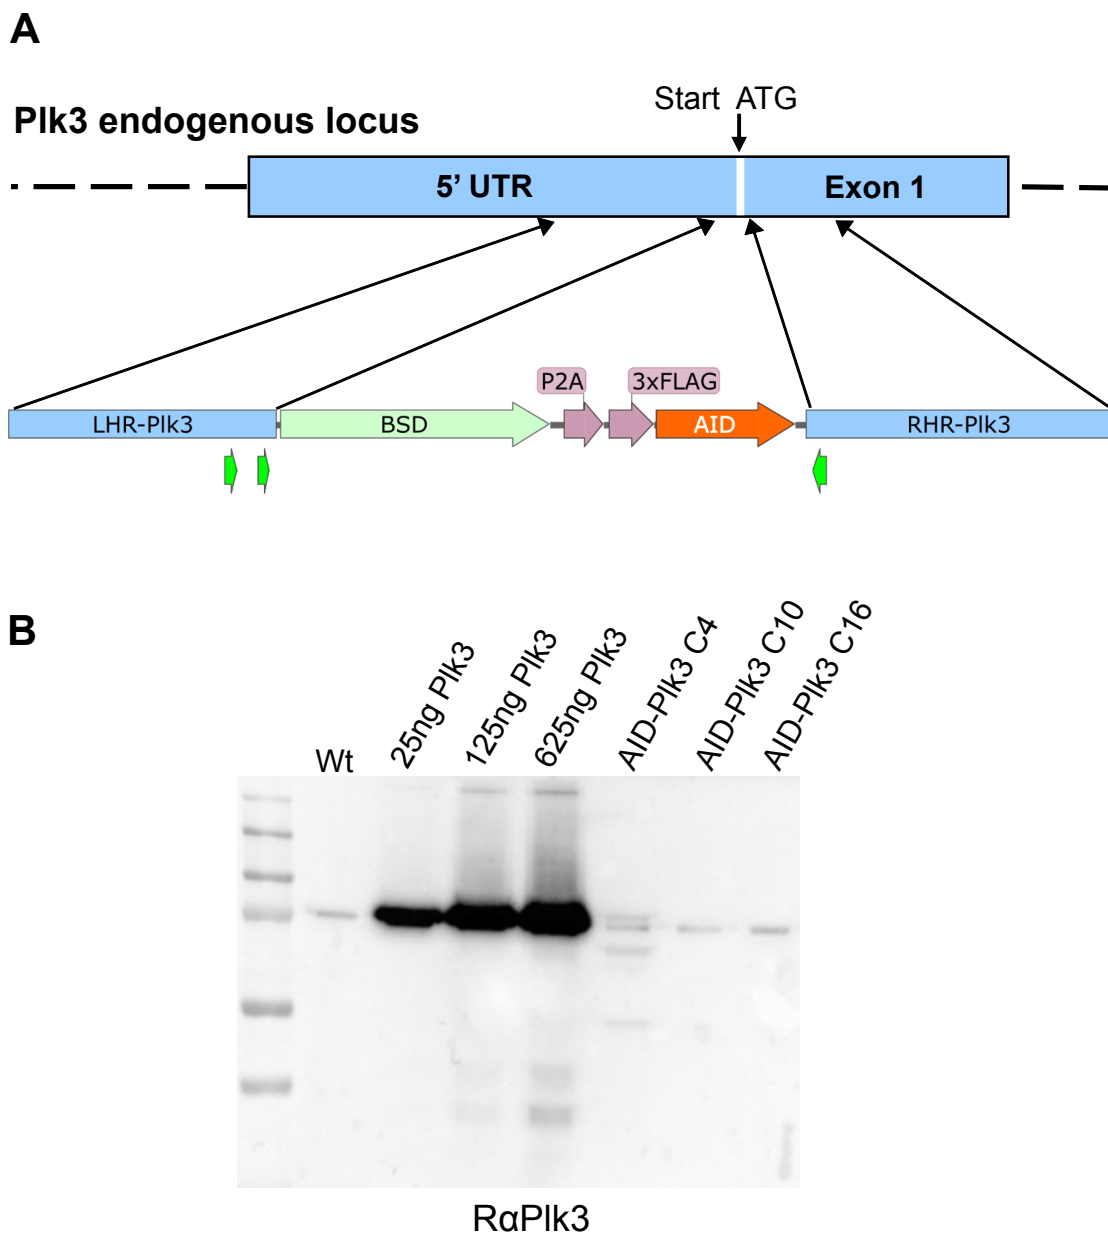 A
Start ATG
Plk3 endogenous locus
5’ UTR
Exon 1
P2A
3xFLAG
LHR-Plk3
BSD
AID
RHR-Plk3
B
Wt
25ng Plk3
125ng Plk3
625ng Plk3
AID-Plk3 C4
AID-Plk3 C10
AID-Plk3 C16
RαPlk3